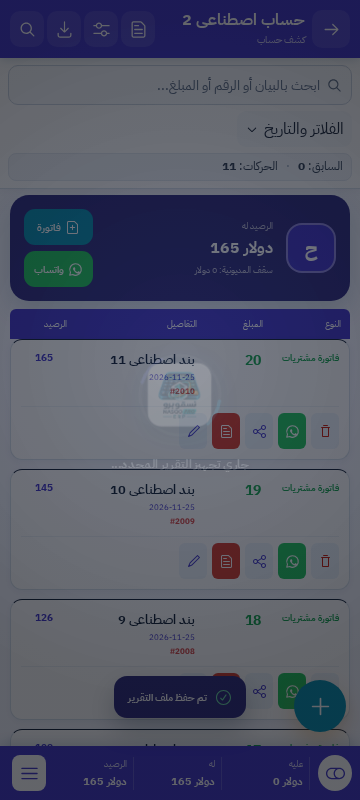 حساب اصطناعي 2
كشف حساب
ابحث بالبيان أو الرقم أو المبلغ...
الفلاتر والتاريخ
السابق: 0 · الحركات: 11
ح
الرصيد له
دولار 165
سقف المديونية: ٥ دولار
فاتورة
واتساب
النوع المبلغ التفاصيل الرصيد
فاتورة مشتريات 20 بند اصطناعي 11 165
2026-11-25
#2010
جاري تجهيز التقرير المحدد...
فاتورة مشتريات 19 بند اصطناعي 10 145
2026-11-25
#2009
فاتورة مشتريات 18 بند اصطناعي 9 126
2026-11-25
#2008
تم حفظ ملف التقرير
عليه له الرصيد
دولار 0 دولار 165 دولار 165